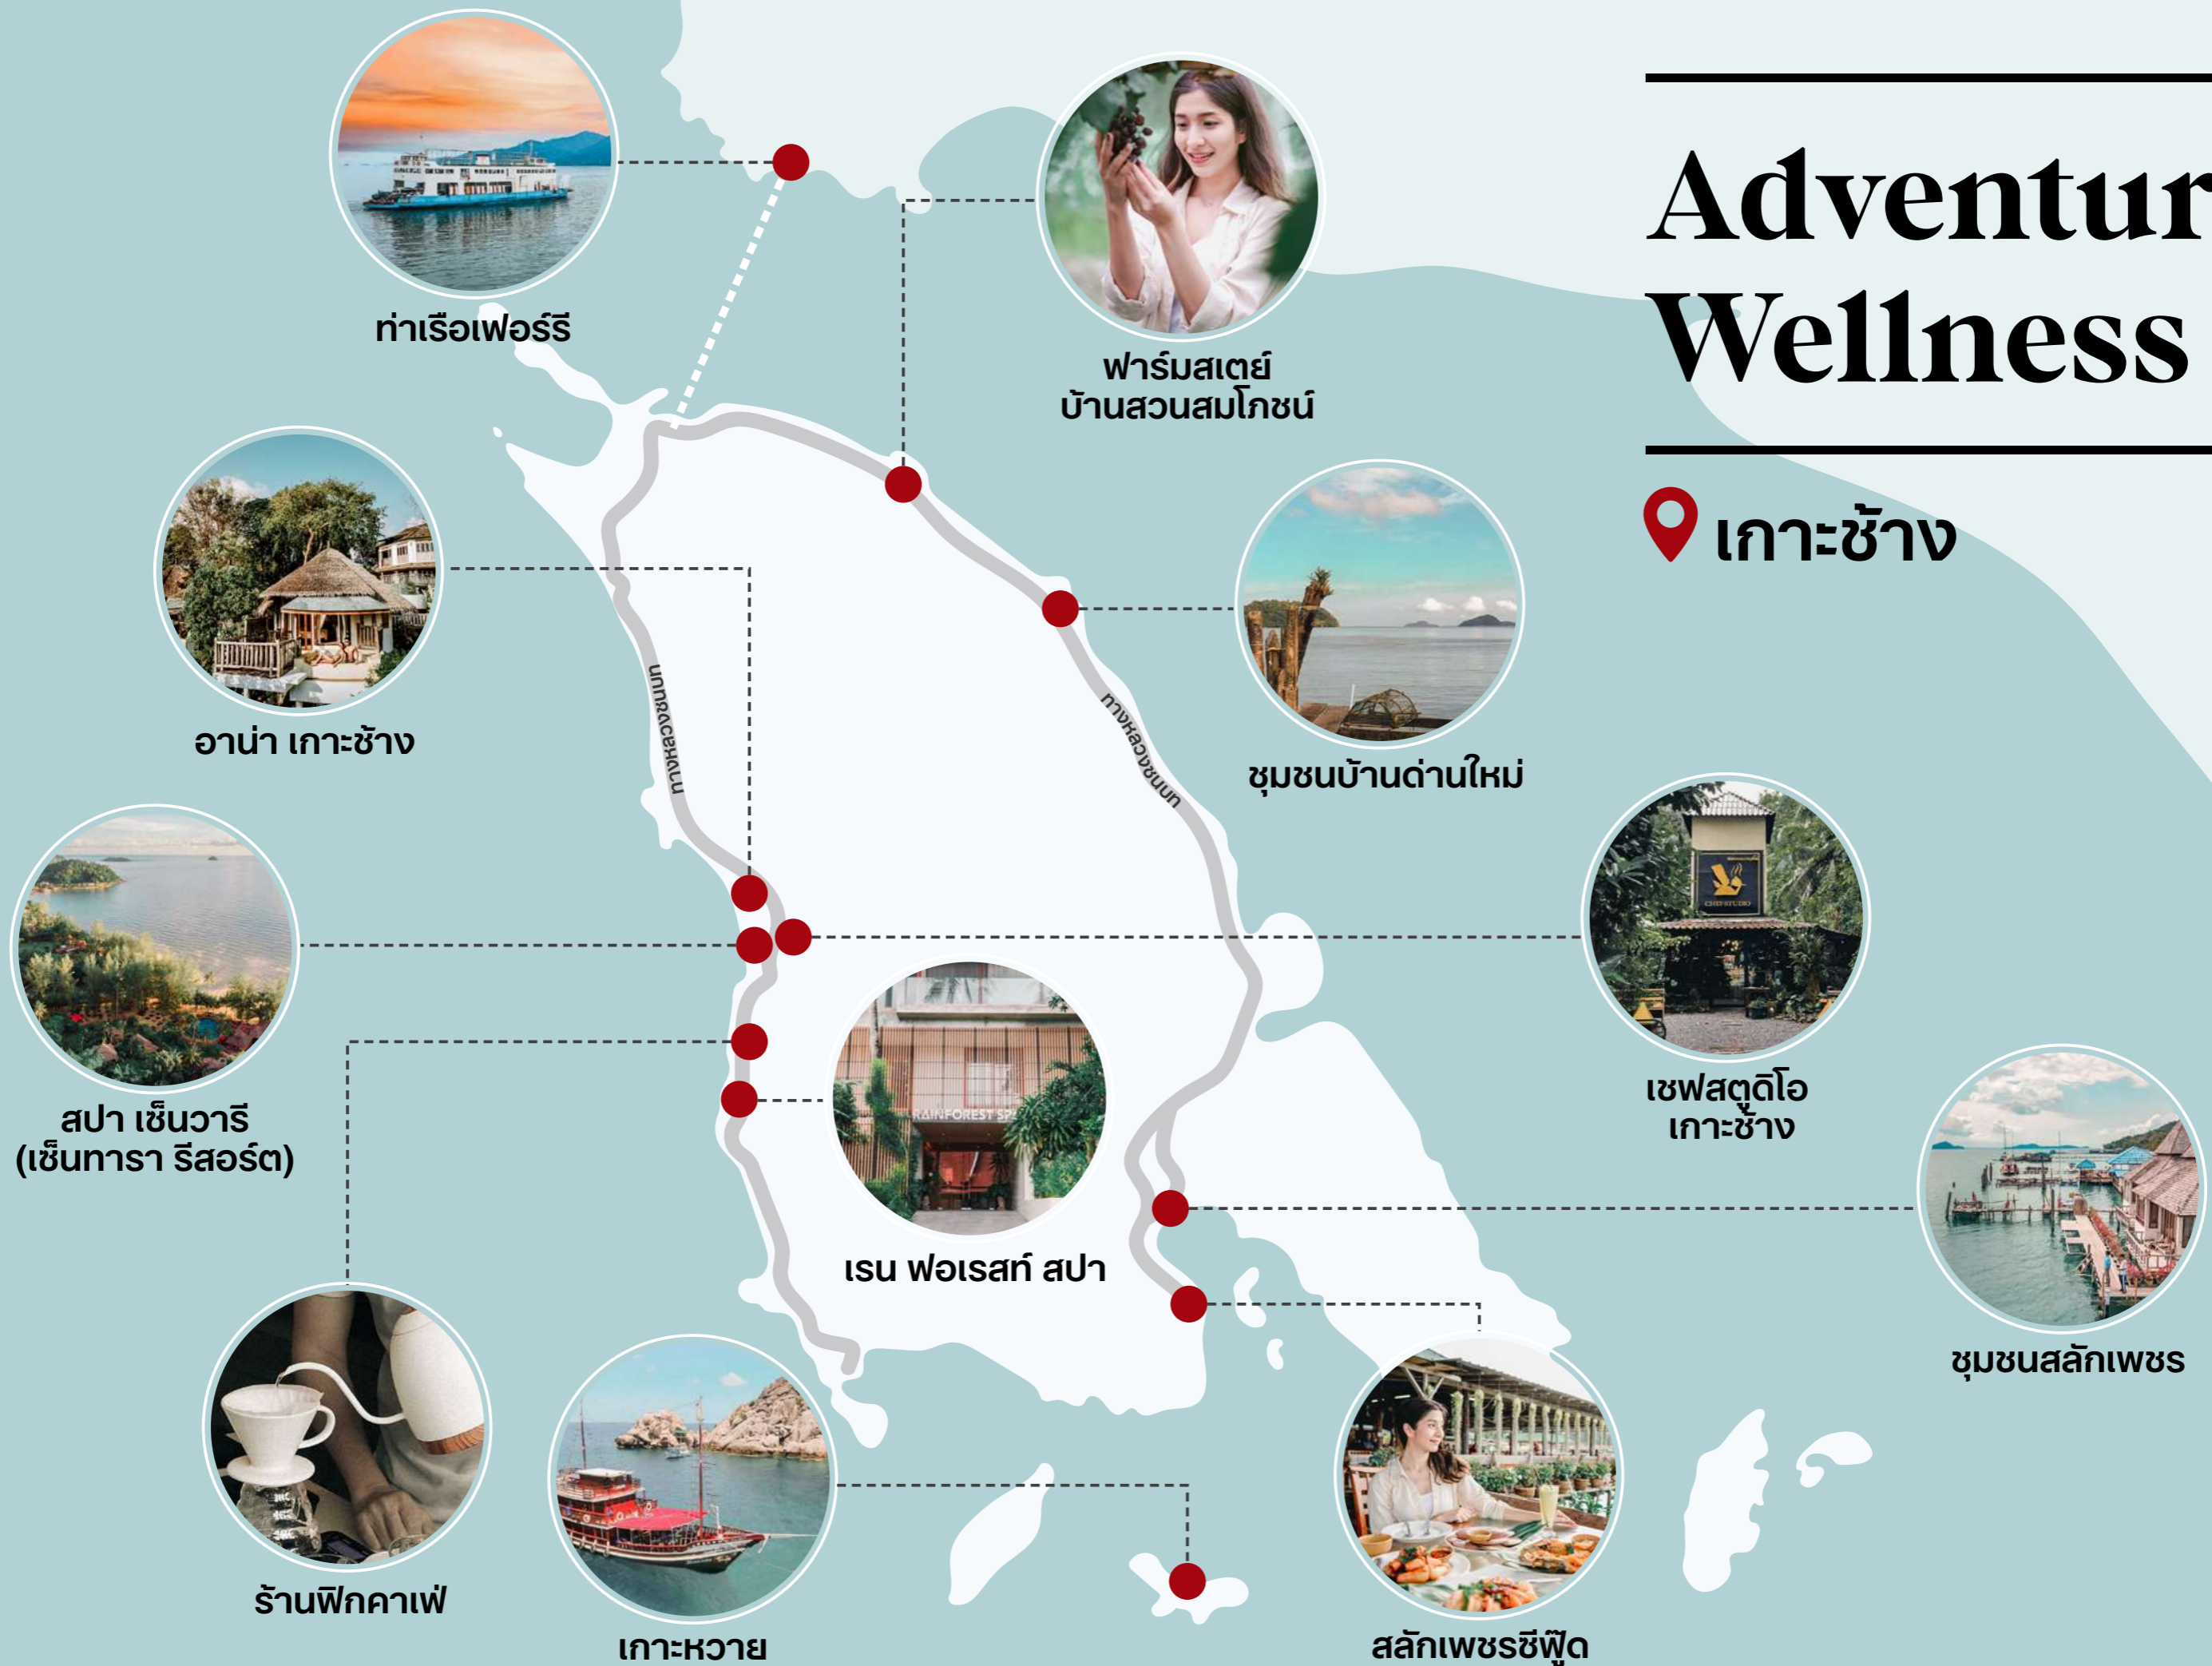 Adventur
Wellness
เกาะช้าง
ท่าเรือเฟอร์รี
ฟาร์มสเตย์
บ้านสวนสมโภชน์
อาน่า เกาะช้าง
ทางหลวงชนบท
ทางหลวงชนบท
ชุมชนบ้านด่านใหม่
สปา เซ็นวารี
(เซ็นทารา รีสอร์ต)
CHEF STUDIO
เชฟสตูดิโอ
เกาะช้าง
RAINFOREST SPA
เรน ฟอเรสท์ สปา
ชุมชนสลักเพชร
ร้านฟิกคาเฟ่
เกาะหวาย
สลักเพชรซีฟู๊ด